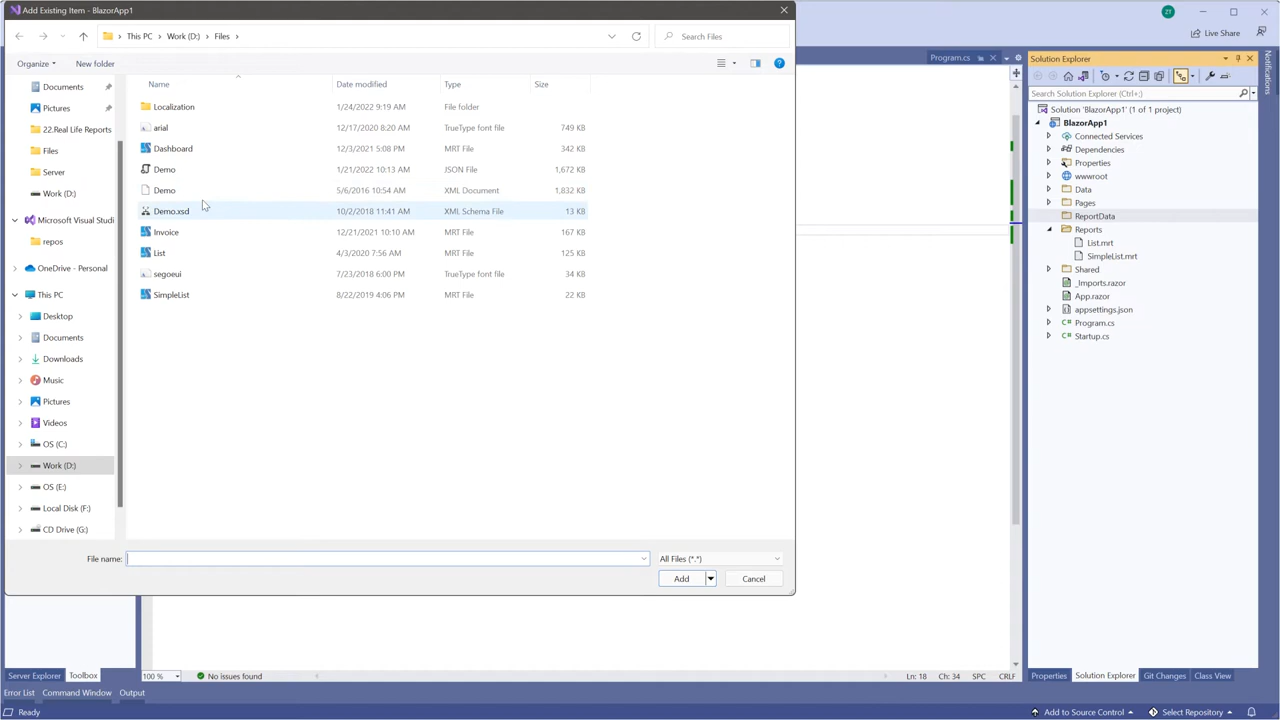 Add Existing Item - BlazorApp1
This PC
Work (D:)
Files
Search Files
Organize
New folder
Documents
Pictures
22.Real Life Reports
Files
Server
Work (D:)
Microsoft Visual Studi
repos
OneDrive - Personal
This PC
Desktop
Documents
Downloads
Music
Pictures
Videos
OS (C:)
Work (D:)
OS (E:)
Local Disk (F:)
CD Drive (G:)
Name Date modified Type Size
Localization 1/24/2022 9:19 AM File folder
arial 12/17/2020 8:20 AM TrueType font file 749 KB
Dashboard 12/3/2021 5:08 PM MRT File 342 KB
Demo 1/21/2022 10:10 AM JSON File 1,672 KB
Demo 5/6/2016 10:54 AM XML Document 1,832 KB
Demo.xsd 10/2/2018 11:41 AM XML Schema File 13 KB
Invoice 12/21/2021 10:10 AM MRT File 167 KB
List 4/3/2020 7:56 AM MRT File 125 KB
segoeui 7/23/2018 6:00 PM TrueType font file 34 KB
SimpleList 8/22/2019 4:06 PM MRT File 22 KB
File name:
All Files (*.*)
Add
Cancel
ZT
Live Share
Program.cs
Solution Explorer
Search Solution Explorer (Ctrl+;)
Solution 'BlazorApp1' (1 of 1 project)
BlazorApp1
Connected Services
Dependencies
Properties
wwwroot
Data
Pages
ReportData
Reports
List.mrt
SimpleList.mrt
Shared
_Imports.razor
App.razor
appsettings.json
Program.cs
Startup.cs
Notifications
Server Explorer
Toolbox
100 %
No issues found
Ln: 18
Ch: 34
SPC
CRLF
Properties
Solution Explorer
Git Changes
Class View
Error List
Command Window
Output
Ready
Add to Source Control
Select Repository